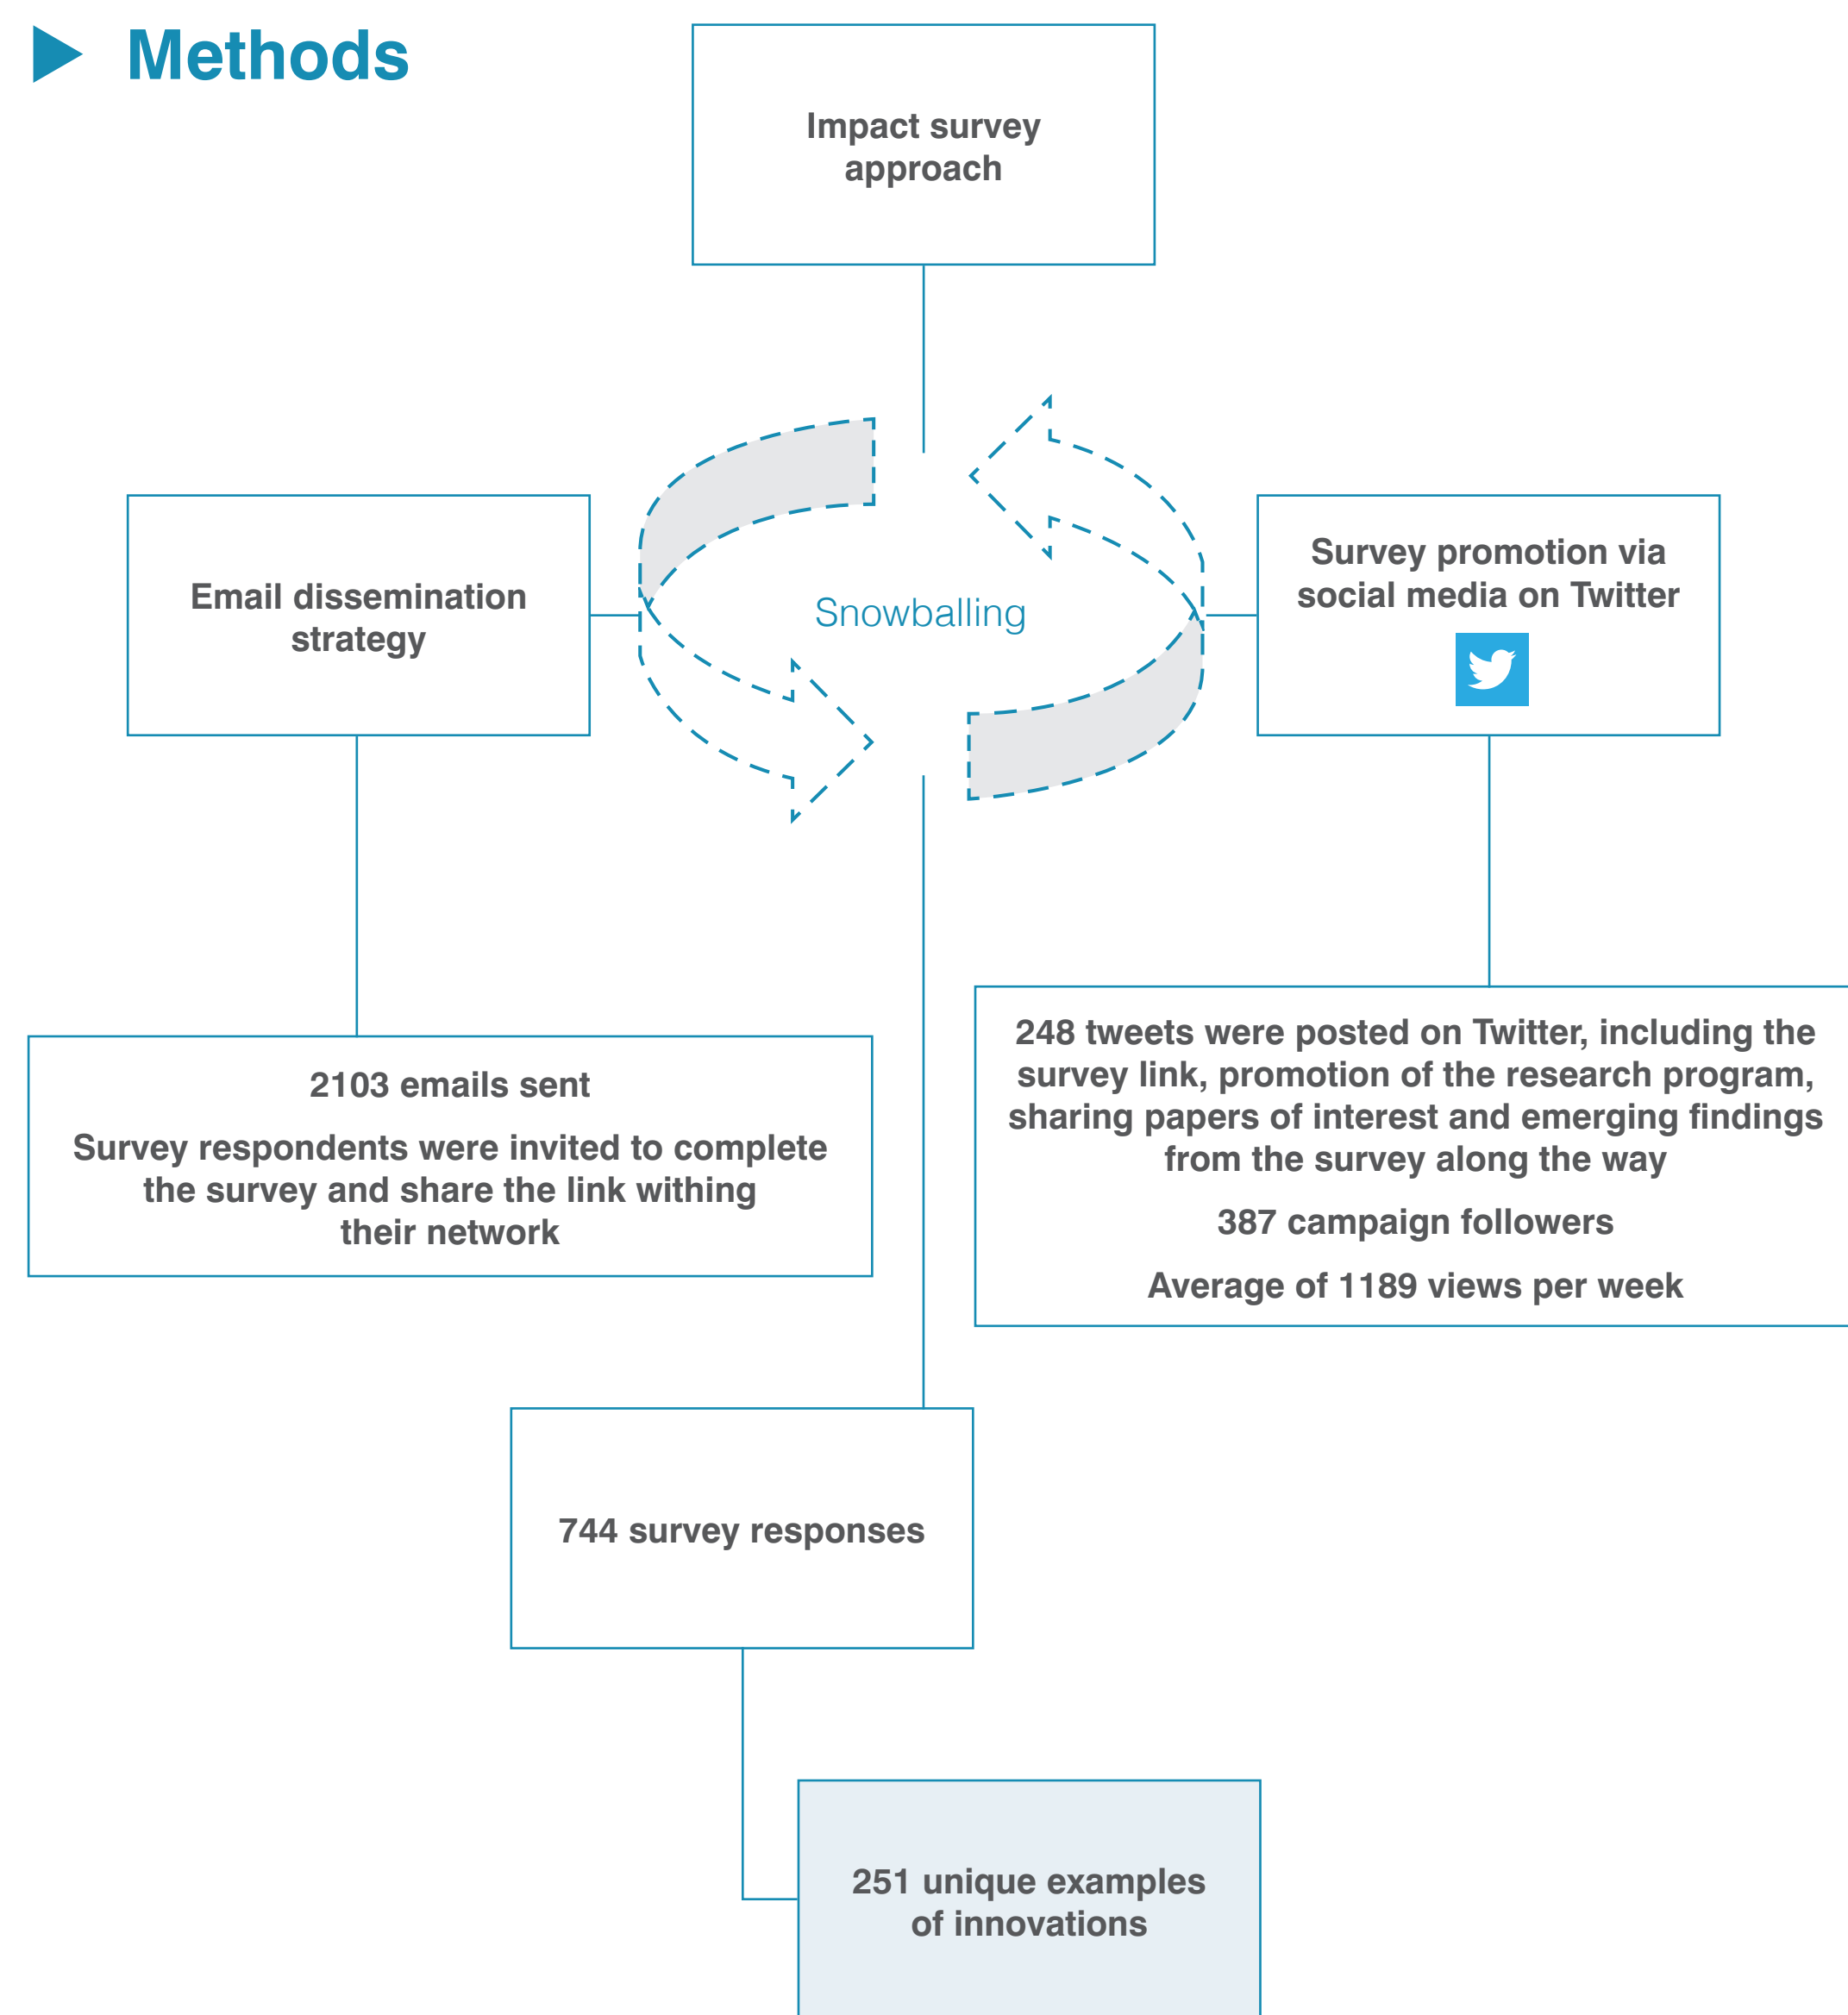 Methods
Impact survey
approach
Email dissemination
strategy
Snowballing
Survey promotion via
social media on Twitter
2103 emails sent
Survey respondents were invited to complete
the survey and share the link withing
their network
248 tweets were posted on Twitter, including the
survey link, promotion of the research program,
sharing papers of interest and emerging findings
from the survey along the way
387 campaign followers
Average of 1189 views per week
744 survey responses
251 unique examples
of innovations